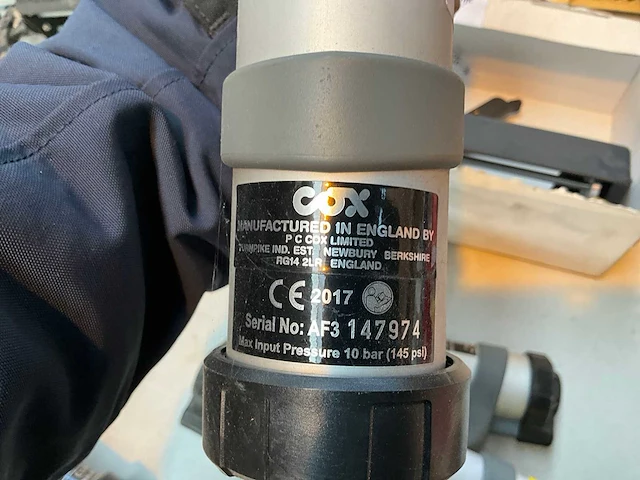 COX
MANUFACTURED IN ENGLAND BY
P C COX LIMITED
TURNPIKE IND. EST. NEWBURY BERKSHIRE
RG14 2LR ENGLAND
CE 2017
Serial No: AF3 147974
Max Input Pressure 10 bar (145 psi)